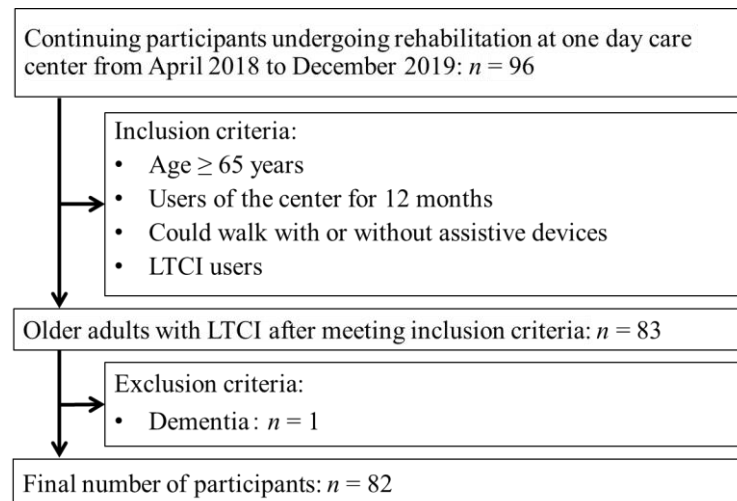 Continuing participants undergoing rehabilitation at one day care
center from April 2018 to December 2019: n = 96
Inclusion criteria:
• Age ≥ 65 years
• Users of the center for 12 months
• Could walk with or without assistive devices
• LTCI users
Older adults with LTCI after meeting inclusion criteria: n = 83
Exclusion criteria:
• Dementia: n = 1
Final number of participants: n = 82